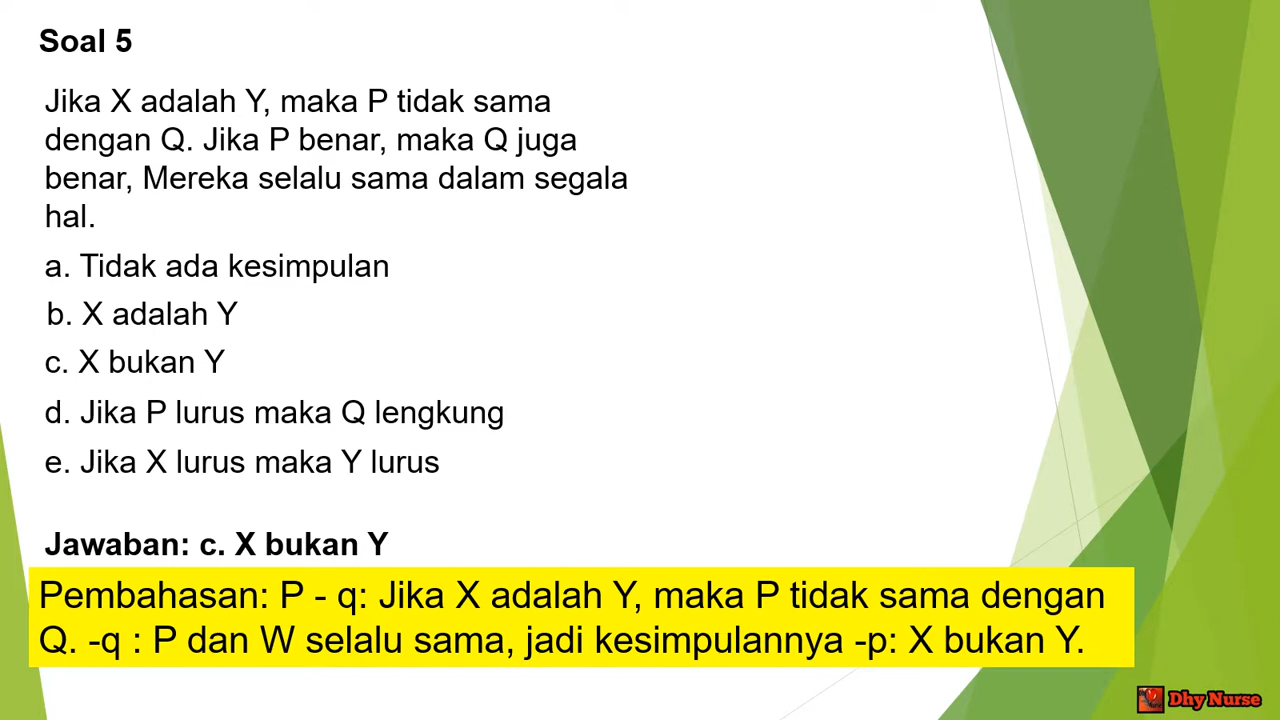 Soal 5
Jika X adalah Y, maka P tidak sama
dengan Q. Jika P benar, maka Q juga
benar, Mereka selalu sama dalam segala
hal.
a. Tidak ada kesimpulan
b. X adalah Y
c. X bukan Y
d. Jika P lurus maka Q lengkung
e. Jika X lurus maka Y lurus
Jawaban: c. X bukan Y
Pembahasan: P - q: Jika X adalah Y, maka P tidak sama dengan
Q. -q : P dan W selalu sama, jadi kesimpulannya -p: X bukan Y.
Dhy Nurse